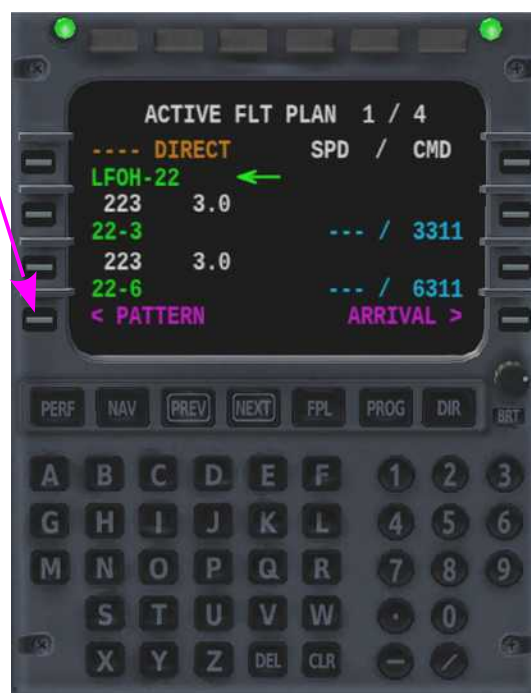 ACTIVE FLT PLAN 1 / 4
---- DIRECT SPD / CMD
LFOH-22 ←
223 3.0
22-3 --- / 3311
223 3.0
22-6 --- / 6311
< PATTERN ARRIVAL >
PERF NAV PREV NEXT FPL PROG DIR BRT
A B C D E F 1 2 3
G H I J K L 4 5 6
M N O P Q R 7 8 9
S T U V W · 0
X Y Z DEL CLR − /